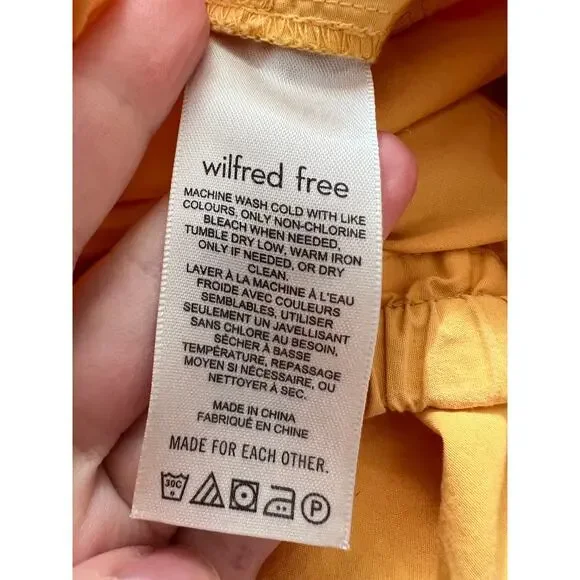 wilfred free
MACHINE WASH COLD WITH LIKE
COLOURS, ONLY NON-CHLORINE
BLEACH WHEN NEEDED,
TUMBLE DRY LOW, WARM IRON
ONLY IF NEEDED, OR DRY
CLEAN.
LAVER À LA MACHINE À L'EAU
FROIDE AVEC COULEURS
SEMBLABLES, UTILISER
SEULEMENT UN JAVELLISANT
SANS CHLORE AU BESOIN,
SÉCHER À BASSE
TEMPÉRATURE, REPASSAGE
MOYEN SI NÉCESSAIRE, OU
NETTOYER À SEC.
MADE IN CHINA
FABRIQUÉ EN CHINE
MADE FOR EACH OTHER.
30C P